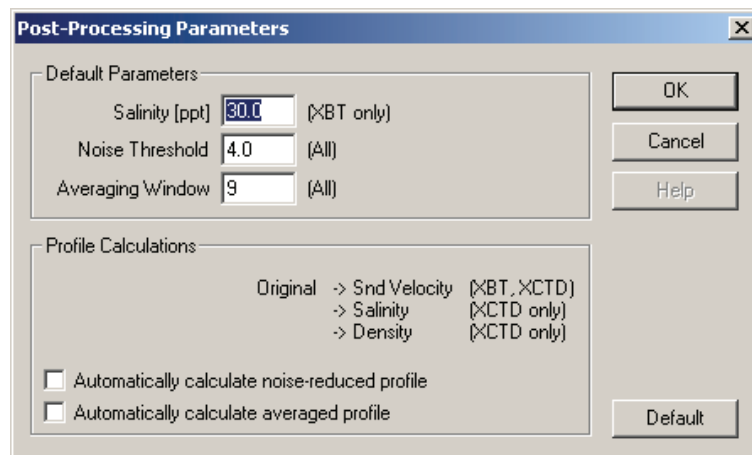 Post-Processing Parameters
Default Parameters
Salinity [ppt] 30.0 (XBT only)
Noise Threshold 4.0 (All)
Averaging Window 9 (All)
OK
Cancel
Help
Profile Calculations
Original -> Snd Velocity (XBT, XCTD)
-> Salinity (XCTD only)
-> Density (XCTD only)
Automatically calculate noise-reduced profile
Automatically calculate averaged profile
Default